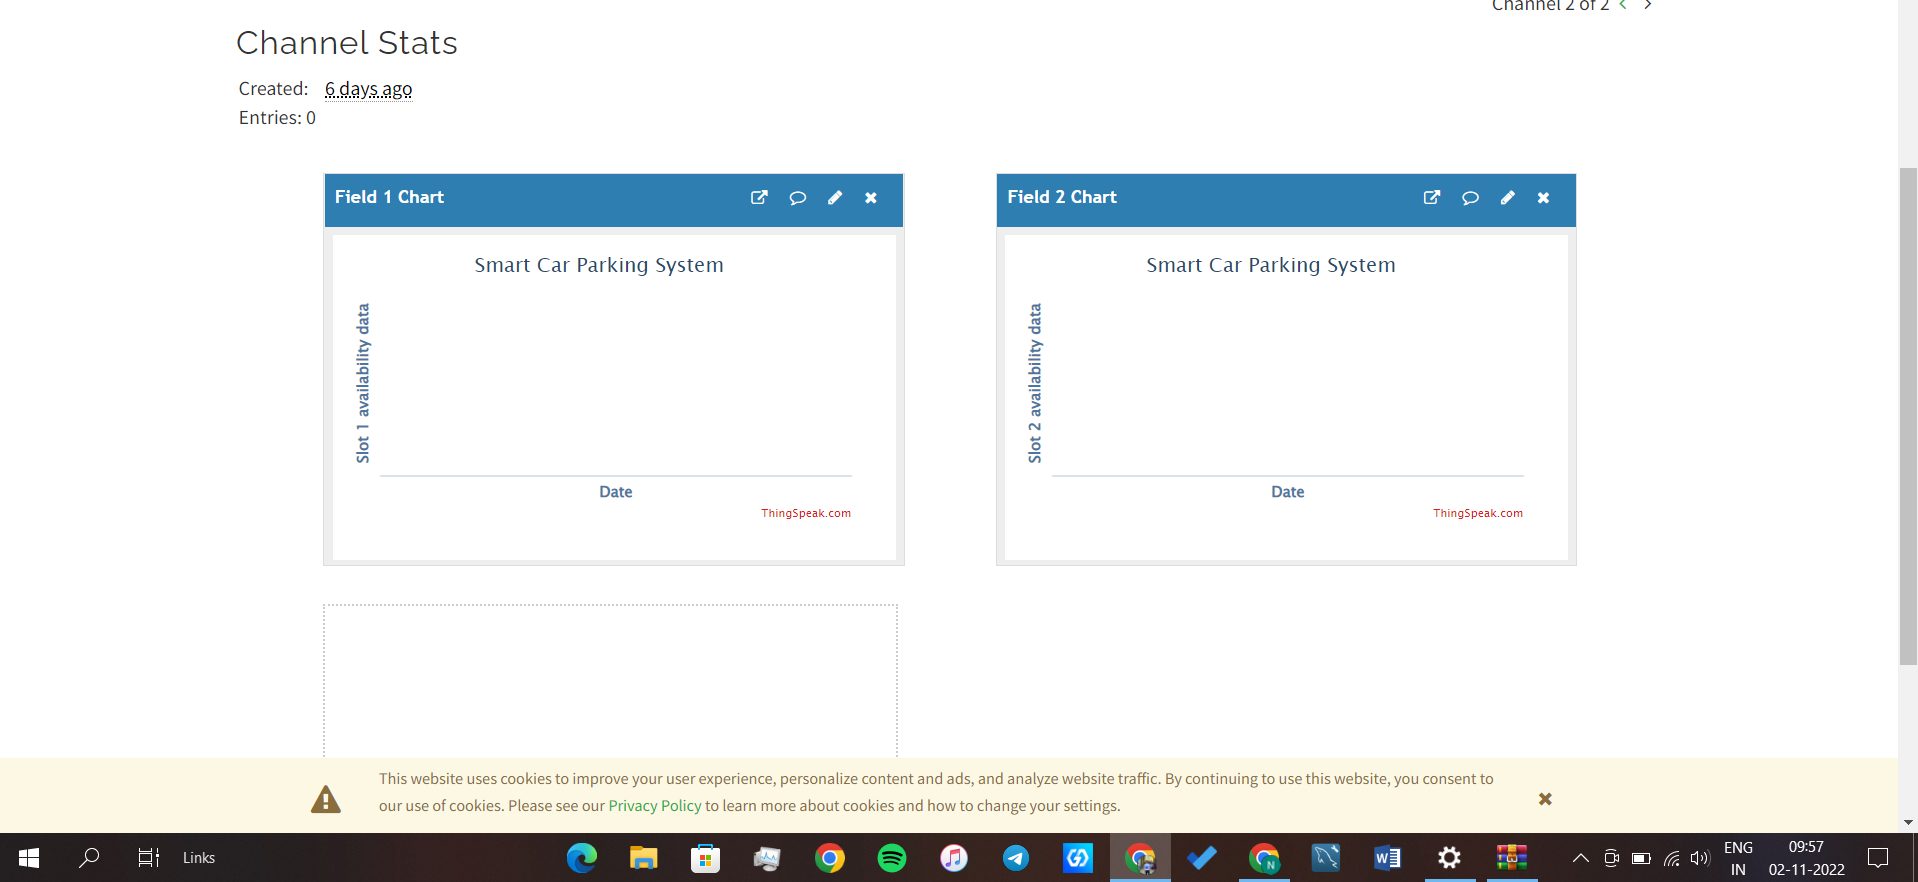 Channel 2 of 2
Channel Stats
Created: 6 days ago
Entries: 0
Field 1 Chart
Smart Car Parking System
Slot 1 availability data
Date
ThingSpeak.com
Field 2 Chart
Smart Car Parking System
Slot 2 availability data
Date
ThingSpeak.com
This website uses cookies to improve your user experience, personalize content and ads, and analyze website traffic. By continuing to use this website, you consent to
our use of cookies. Please see our Privacy Policy to learn more about cookies and how to change your settings.
Links
N
W
ENG
IN
09:57
02-11-2022